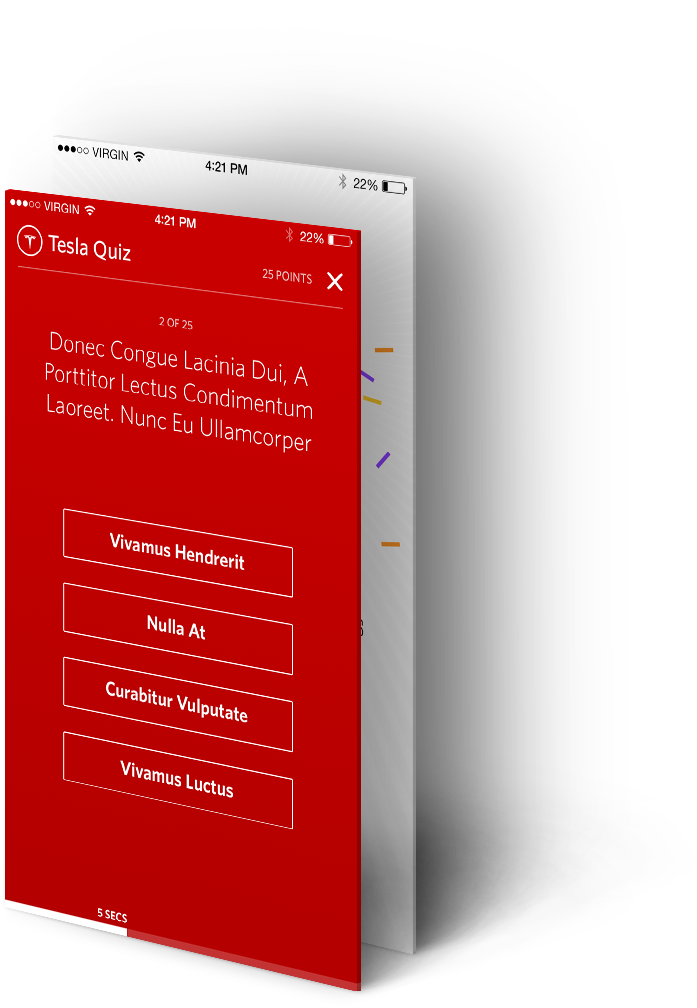 VIRGIN 4:21 PM 22%
VIRGIN 4:21 PM 22%
Tesla Quiz
25 POINTS
2 OF 25
Donec Congue Lacinia Dui, A
Porttitor Lectus Condimentum
Laoreet. Nunc Eu Ullamcorper
Vivamus Hendrerit
Nulla At
Curabitur Vulputate
Vivamus Luctus
5 SECS